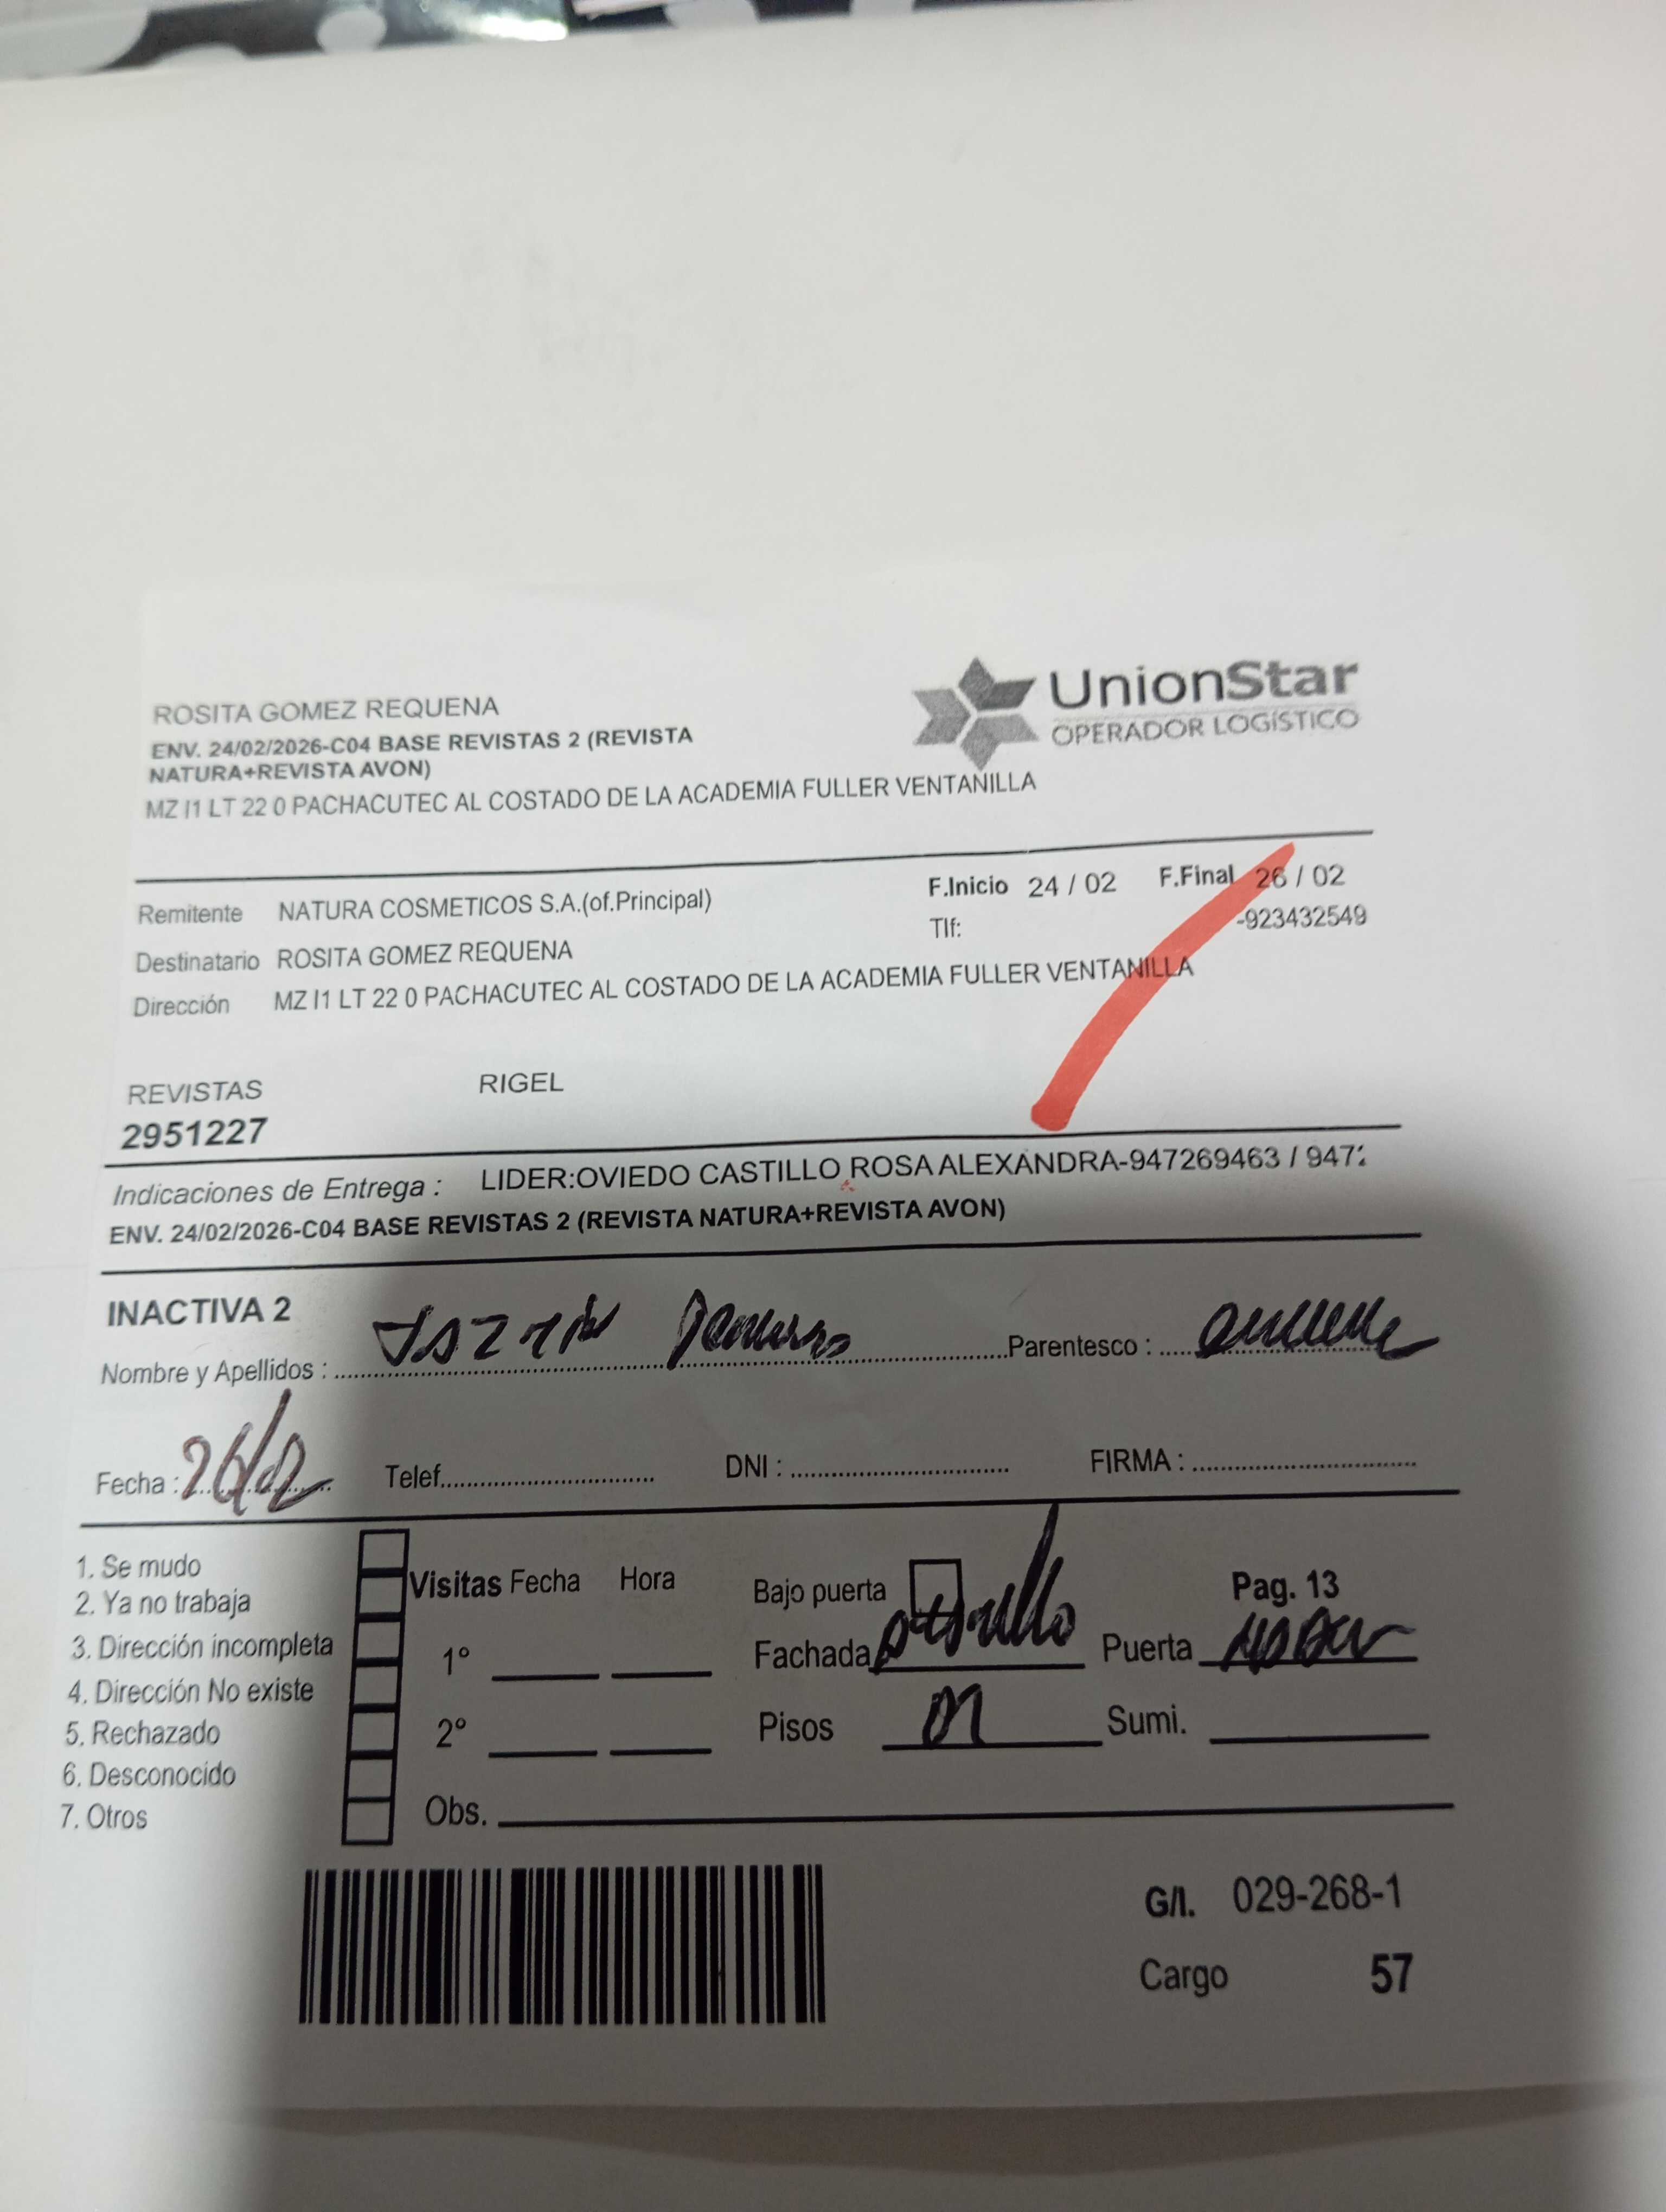 ROSITA GOMEZ REQUENA
UnionStar
OPERADOR LOGÍSTICO
ENV. 24/02/2026-C04 BASE REVISTAS 2 (REVISTA
NATURA+REVISTA AVON)
MZ I1 LT 22 0 PACHACUTEC AL COSTADO DE LA ACADEMIA FULLER VENTANILLA
Remitente NATURA COSMETICOS S.A.(of.Principal) F.Inicio 24 / 02 F.Final 26 / 02
Tlf: -923432549
Destinatario ROSITA GOMEZ REQUENA
Dirección MZ I1 LT 22 0 PACHACUTEC AL COSTADO DE LA ACADEMIA FULLER VENTANILLA
REVISTAS RIGEL
2951227
Indicaciones de Entrega : LIDER:OVIEDO CASTILLO ROSA ALEXANDRA-947269463 / 9472
ENV. 24/02/2026-C04 BASE REVISTAS 2 (REVISTA NATURA+REVISTA AVON)
INACTIVA 2
Nombre y Apellidos : Parentesco :
Fecha : 26/02 Telef. DNI : FIRMA :
1. Se mudo
2. Ya no trabaja
3. Dirección incompleta
4. Dirección No existe
5. Rechazado
6. Desconocido
7. Otros
Visitas Fecha Hora
1°
2°
Obs.
Bajo puerta Pag. 13
Fachada Puerta
Pisos 01 Sumi.
G/I. 029-268-1
Cargo 57